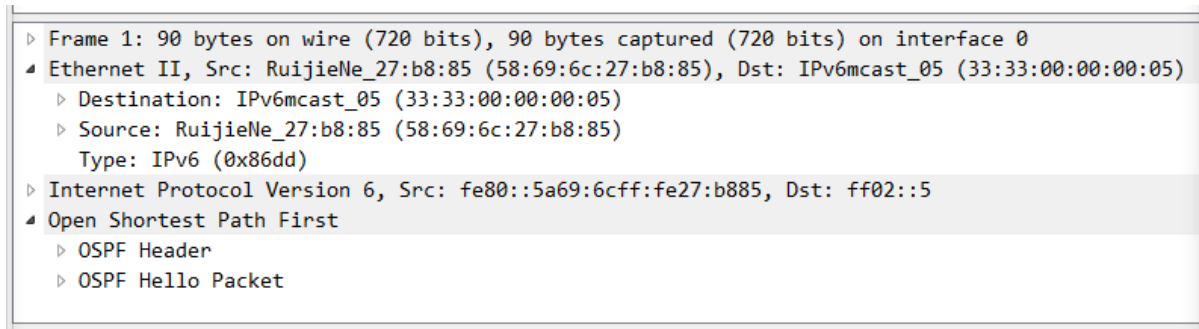 Frame 1: 90 bytes on wire (720 bits), 90 bytes captured (720 bits) on interface 0
Ethernet II, Src: RuijieNe_27:b8:85 (58:69:6c:27:b8:85), Dst: IPv6mcast_05 (33:33:00:00:00:05)
Destination: IPv6mcast_05 (33:33:00:00:00:05)
Source: RuijieNe_27:b8:85 (58:69:6c:27:b8:85)
Type: IPv6 (0x86dd)
Internet Protocol Version 6, Src: fe80::5a69:6cff:fe27:b885, Dst: ff02::5
Open Shortest Path First
OSPF Header
OSPF Hello Packet